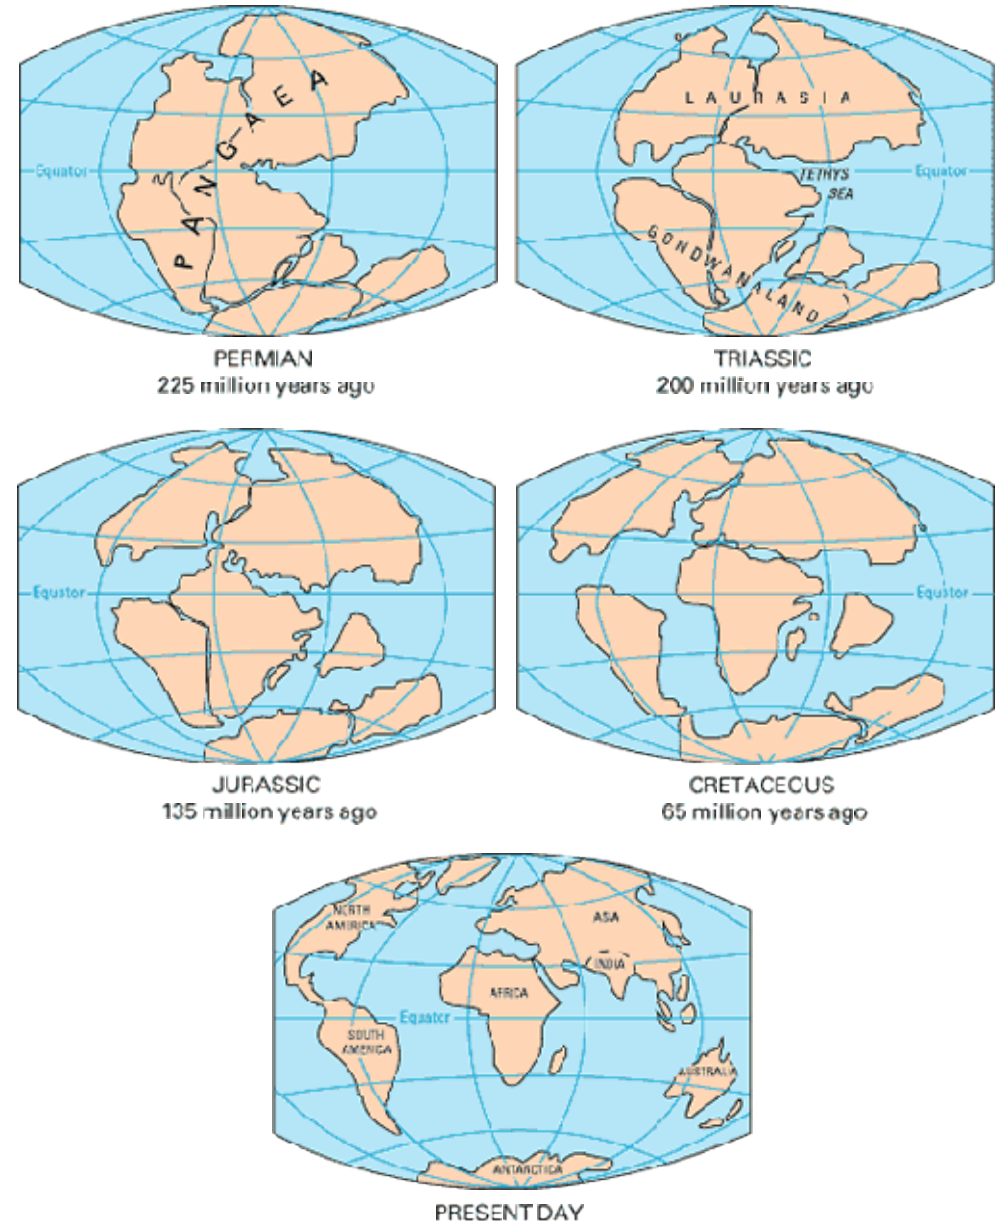 PANGAEA
Equator
PERMIAN
225 million years ago
LAURASIA
TETHYS
SEA
Equator
GONDWANALAND
TRIASSIC
200 million years ago
Equator
JURASSIC
135 million years ago
Equator
CRETACEOUS
65 million years ago
NORTH
AMERICA
ASA
INDIA
AFRICA
Equator
SOUTH
AMERICA
AUSTRALIA
ANTARCTICA
PRESENT DAY